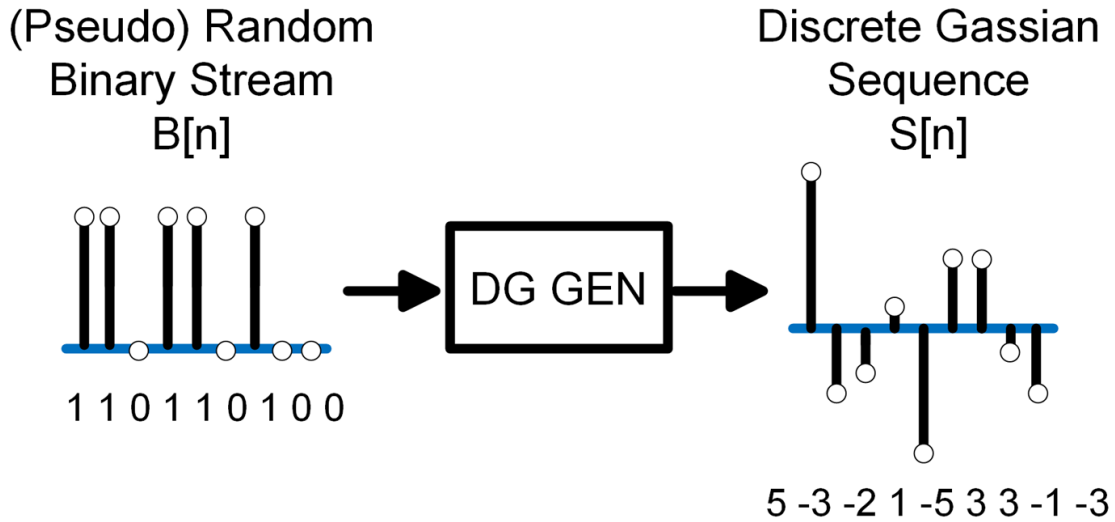 (Pseudo) Random
Binary Stream
B[n]
1 1 0 1 1 0 1 0 0
DG GEN
Discrete Gassian
Sequence
S[n]
5 -3 -2 1 -5 3 3 -1 -3